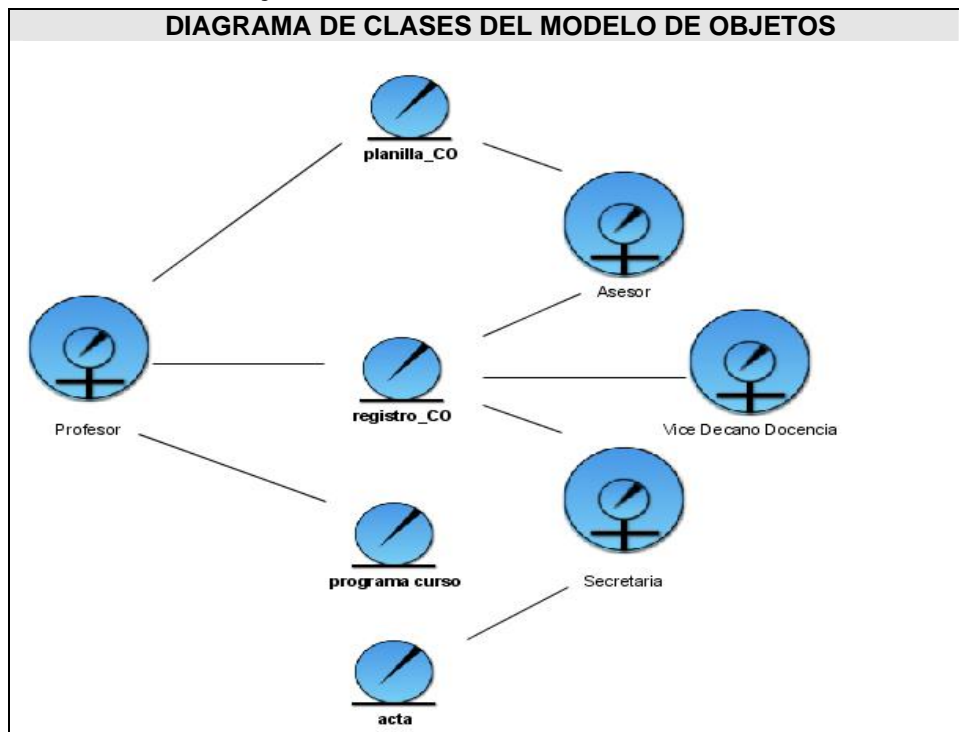 DIAGRAMA DE CLASES DEL MODELO DE OBJETOS
planilla_CO
Asesor
Profesor
registro_CO
Vice Decano Docencia
programa curso
Secretaria
acta